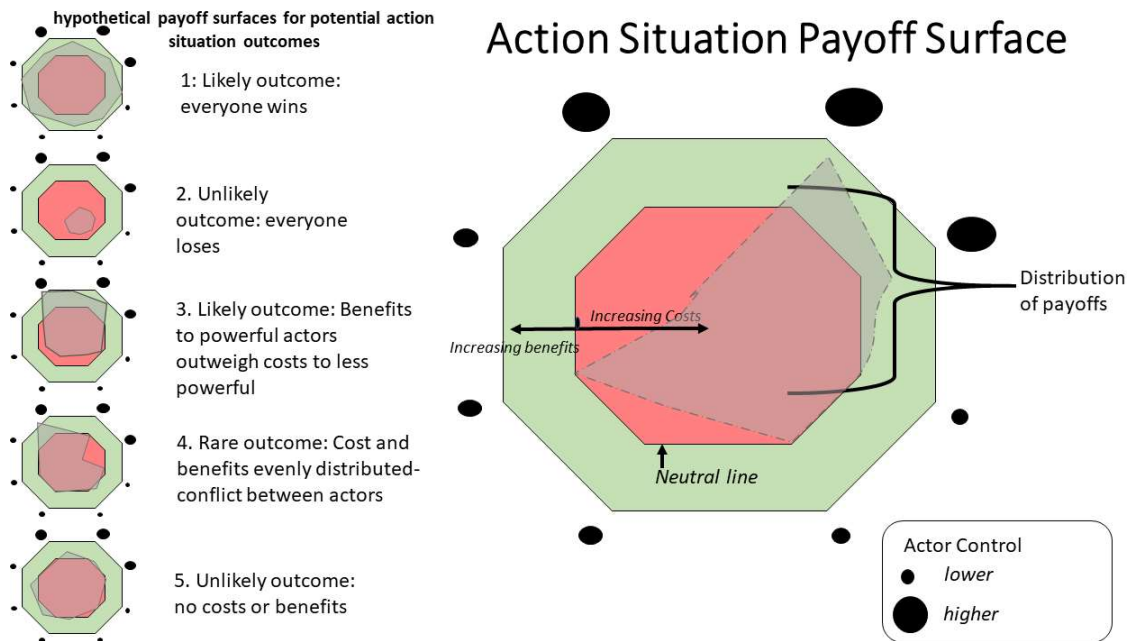 hypothetical payoff surfaces for potential action
situation outcomes
1: Likely outcome:
everyone wins
2. Unlikely
outcome: everyone
loses
3. Likely outcome: Benefits
to powerful actors
outweigh costs to less
powerful
4. Rare outcome: Cost and
benefits evenly distributed-
conflict between actors
5. Unlikely outcome:
no costs or benefits
Action Situation Payoff Surface
Increasing Costs
Increasing benefits
Distribution
of payoffs
Neutral line
Actor Control
lower
higher